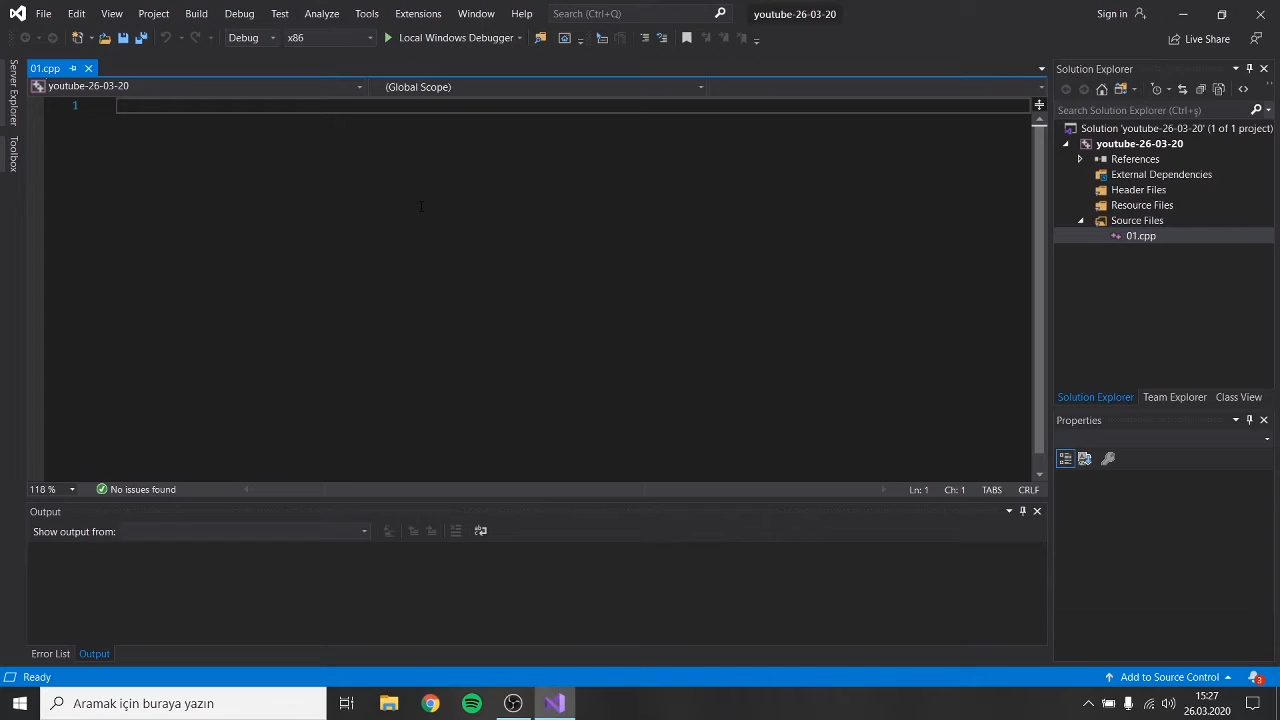 File Edit View Project Build Debug Test Analyze Tools Extensions Window Help Search (Ctrl+Q) youtube-26-03-20 Sign in
Debug x86 Local Windows Debugger Live Share
Server Explorer
Toolbox
01.cpp
youtube-26-03-20 (Global Scope)
1
118 % No issues found Ln: 1 Ch: 1 TABS CRLF
Output
Show output from:
Error List Output
Solution Explorer
Search Solution Explorer (Ctrl+ş)
Solution 'youtube-26-03-20' (1 of 1 project)
youtube-26-03-20
References
External Dependencies
Header Files
Resource Files
Source Files
01.cpp
Solution Explorer Team Explorer Class View
Properties
Ready Add to Source Control 3
Aramak için buraya yazın 15:27
26.03.2020